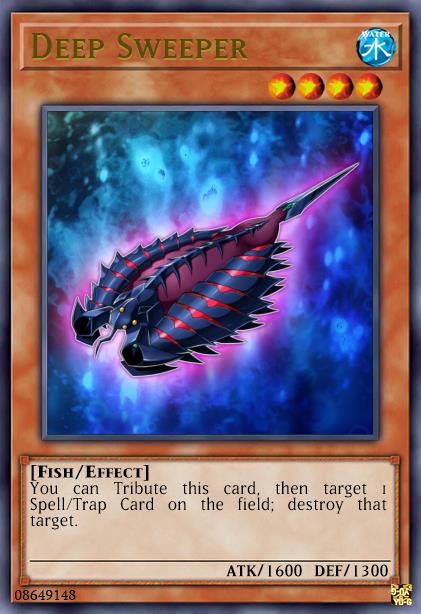 Deep Sweeper
WATER
水
[Fish/Effect]
You can Tribute this card, then target 1
Spell/Trap Card on the field; destroy that
target.
ATK/1600 DEF/1300
08649148